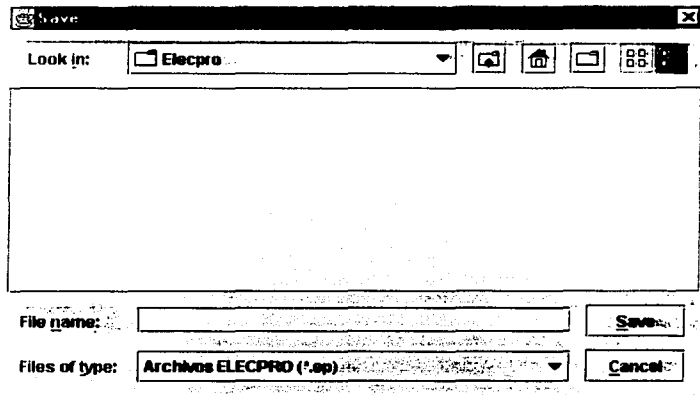 Save
Look in: Elecpro
File name: Save
Files of type: Archivos ELECPRO (*.ep) Cancel